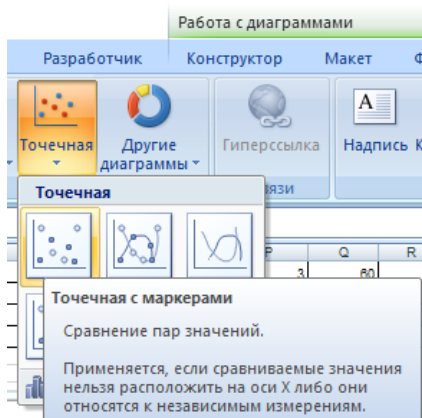 Работа с диаграммами
Разработчик Конструктор Макет
Точечная Другие диаграммы Гиперссылка Надпись
язи
Точечная
P Q R
3 60
Точечная с маркерами
Сравнение пар значений.
Применяется, если сравниваемые значения
нельзя расположить на оси X либо они
относятся к независимым измерениям.